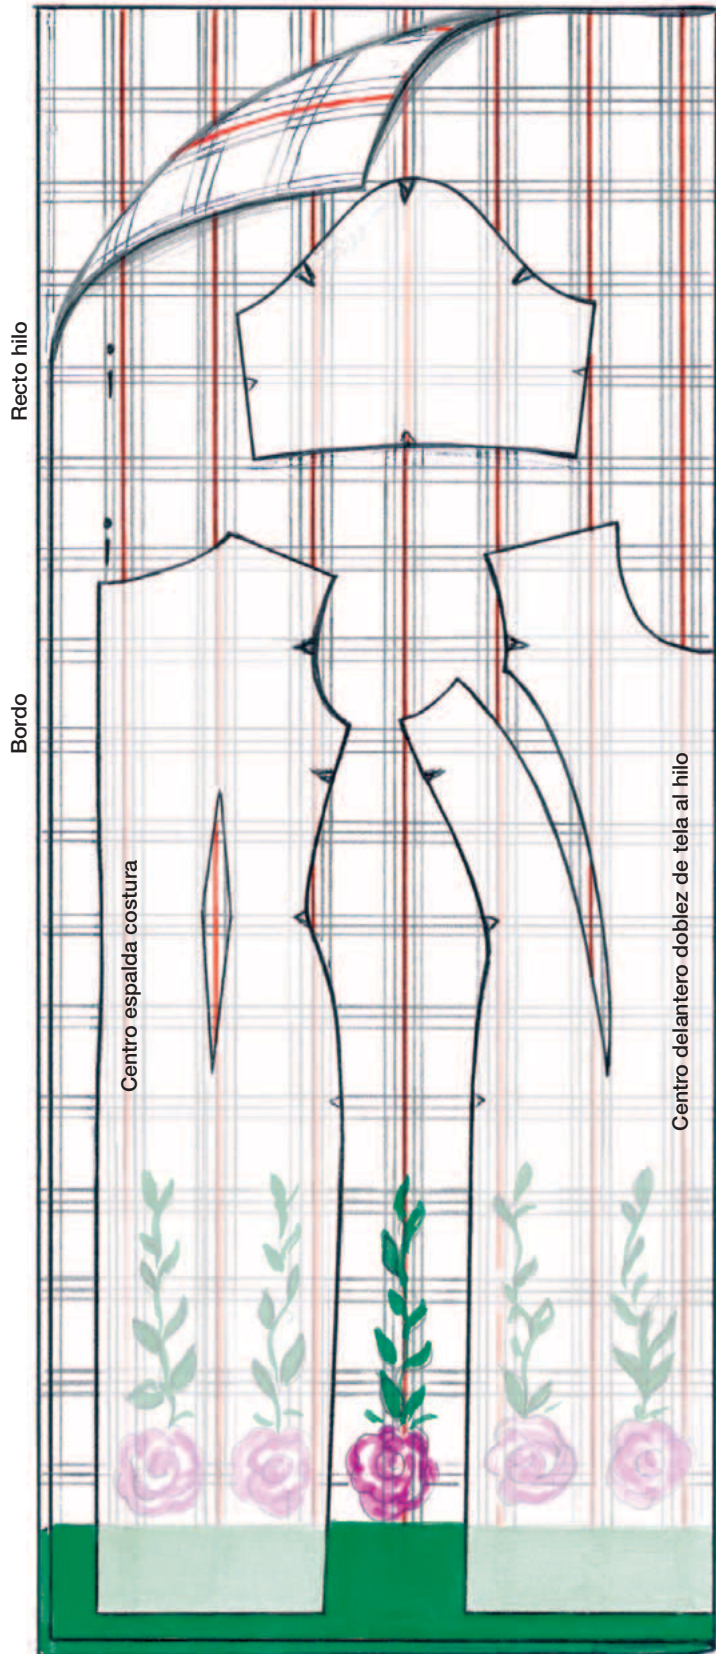 Recto hilo
Bordo
Centro espalda costura
Centro delantero doblez de tela al hilo